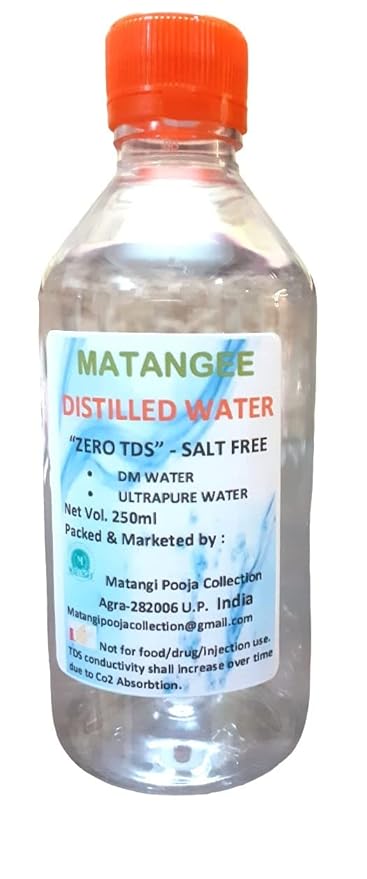 MATANGEE
DISTILLED WATER
“ZERO TDS” - SALT FREE
• DM WATER
• ULTRAPURE WATER
Net Vol. 250ml
Packed & Marketed by :
Matangi Pooja Collection
Agra-282006 U.P. India
Matangipoojacollection@gmail.com
Not for food/drug/injection use.
TDS conductivity shall increase over time
due to Co2 Absorbtion.